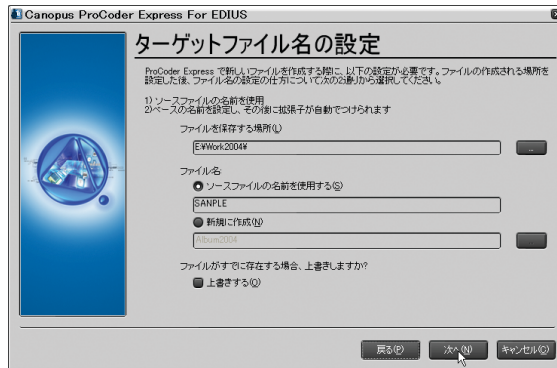 Canopus ProCoder Express For EDIUS
ターゲットファイル名の設定
ProCoder Express で新しいファイルを作成する際に、以下の設定が必要です。ファイルの作成される場所を
設定した後、ファイル名の設定の仕方について次の2通りから選択してください。
1) ソースファイルの名前を使用
2)ベースの名前を設定し、その後に拡張子が自動でつけられます
ファイルを保存する場所(L)
E:¥Work2004¥
...
ファイル名
ソースファイルの名前を使用する(S)
SANPLE
新規に作成(N)
Album2004
ファイルがすでに存在する場合、上書きしますか?
上書きする(O)
戻る(P)
次へ(N)
キャンセル(C)